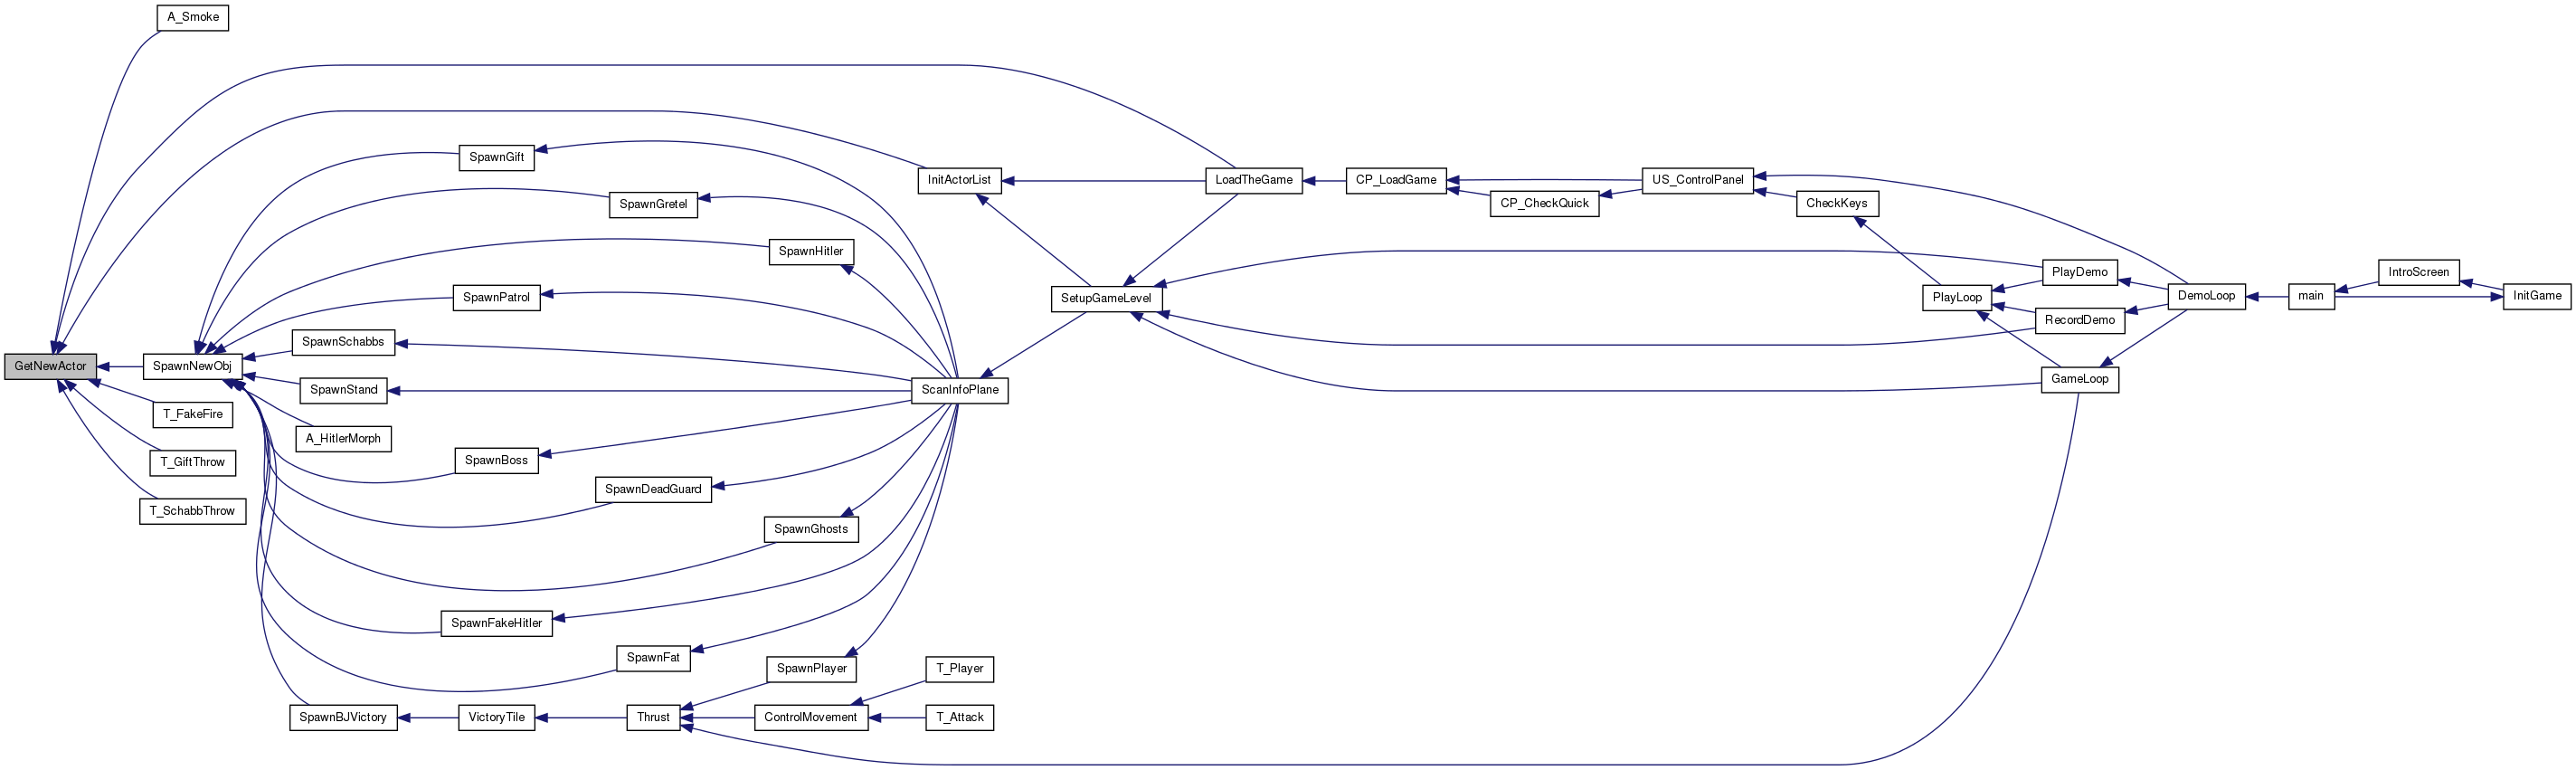 A_Smoke
SpawnGift
InitActorList
LoadTheGame
CP_LoadGame
US_ControlPanel
SpawnGretel
CP_CheckQuick
CheckKeys
SpawnHitler
SpawnPatrol
SetupGameLevel
PlayLoop
PlayDemo
IntroScreen
DemoLoop
main
InitGame
RecordDemo
SpawnSchabbs
GetNewActor
SpawnNewObj
SpawnStand
ScanInfoPlane
GameLoop
T_FakeFire
A_HitlerMorph
T_GiftThrow
SpawnBoss
SpawnDeadGuard
T_SchabbThrow
SpawnGhosts
SpawnFakeHitler
SpawnFat
SpawnPlayer
T_Player
SpawnBJVictory
VictoryTile
Thrust
ControlMovement
T_Attack